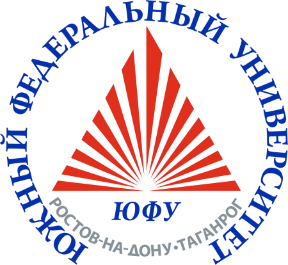 ЮЖНЫЙ ФЕДЕРАЛЬНЫЙ УНИВЕРСИТЕТ
ЮФУ
РОСТОВ-НА-ДОНУ•ТАГАНРОГ